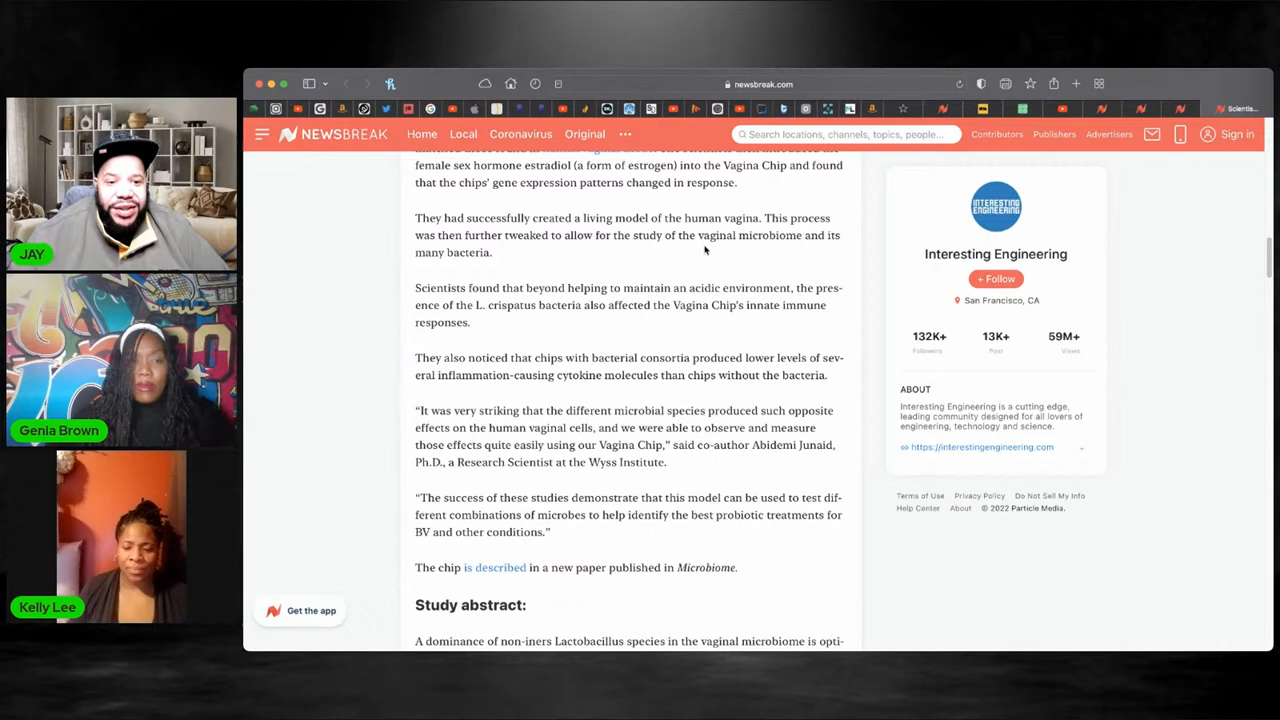 newsbreak.com
Scientis...
NEWSBREAK
Home
Local
Coronavirus
Original
Search locations, channels, topics, people...
Contributors
Publishers
Advertisers
Sign in
female sex hormone estradiol (a form of estrogen) into the Vagina Chip and found
that the chips' gene expression patterns changed in response.
They had successfully created a living model of the human vagina. This process
was then further tweaked to allow for the study of the vaginal microbiome and its
many bacteria.
Scientists found that beyond helping to maintain an acidic environment, the pres-
ence of the L. crispatus bacteria also affected the Vagina Chip's innate immune
responses.
They also noticed that chips with bacterial consortia produced lower levels of sev-
eral inflammation-causing cytokine molecules than chips without the bacteria.
“It was very striking that the different microbial species produced such opposite
effects on the human vaginal cells, and we were able to observe and measure
those effects quite easily using our Vagina Chip,” said co-author Abidemi Junaid,
Ph.D., a Research Scientist at the Wyss Institute.
“The success of these studies demonstrate that this model can be used to test dif-
ferent combinations of microbes to help identify the best probiotic treatments for
BV and other conditions.”
The chip is described in a new paper published in Microbiome.
Study abstract:
A dominance of non-iners Lactobacillus species in the vaginal microbiome is opti-
INTERESTING
ENGINEERING
Interesting Engineering
+ Follow
San Francisco, CA
132K+ 13K+ 59M+
Followers Post Views
ABOUT
Interesting Engineering is a cutting edge,
leading community designed for all lovers of
engineering, technology and science.
https://interestingengineering.com
Terms of Use Privacy Policy Do Not Sell My Info
Help Center About © 2022 Particle Media.
Get the app
JAY
true
Genia Brown
Kelly Lee